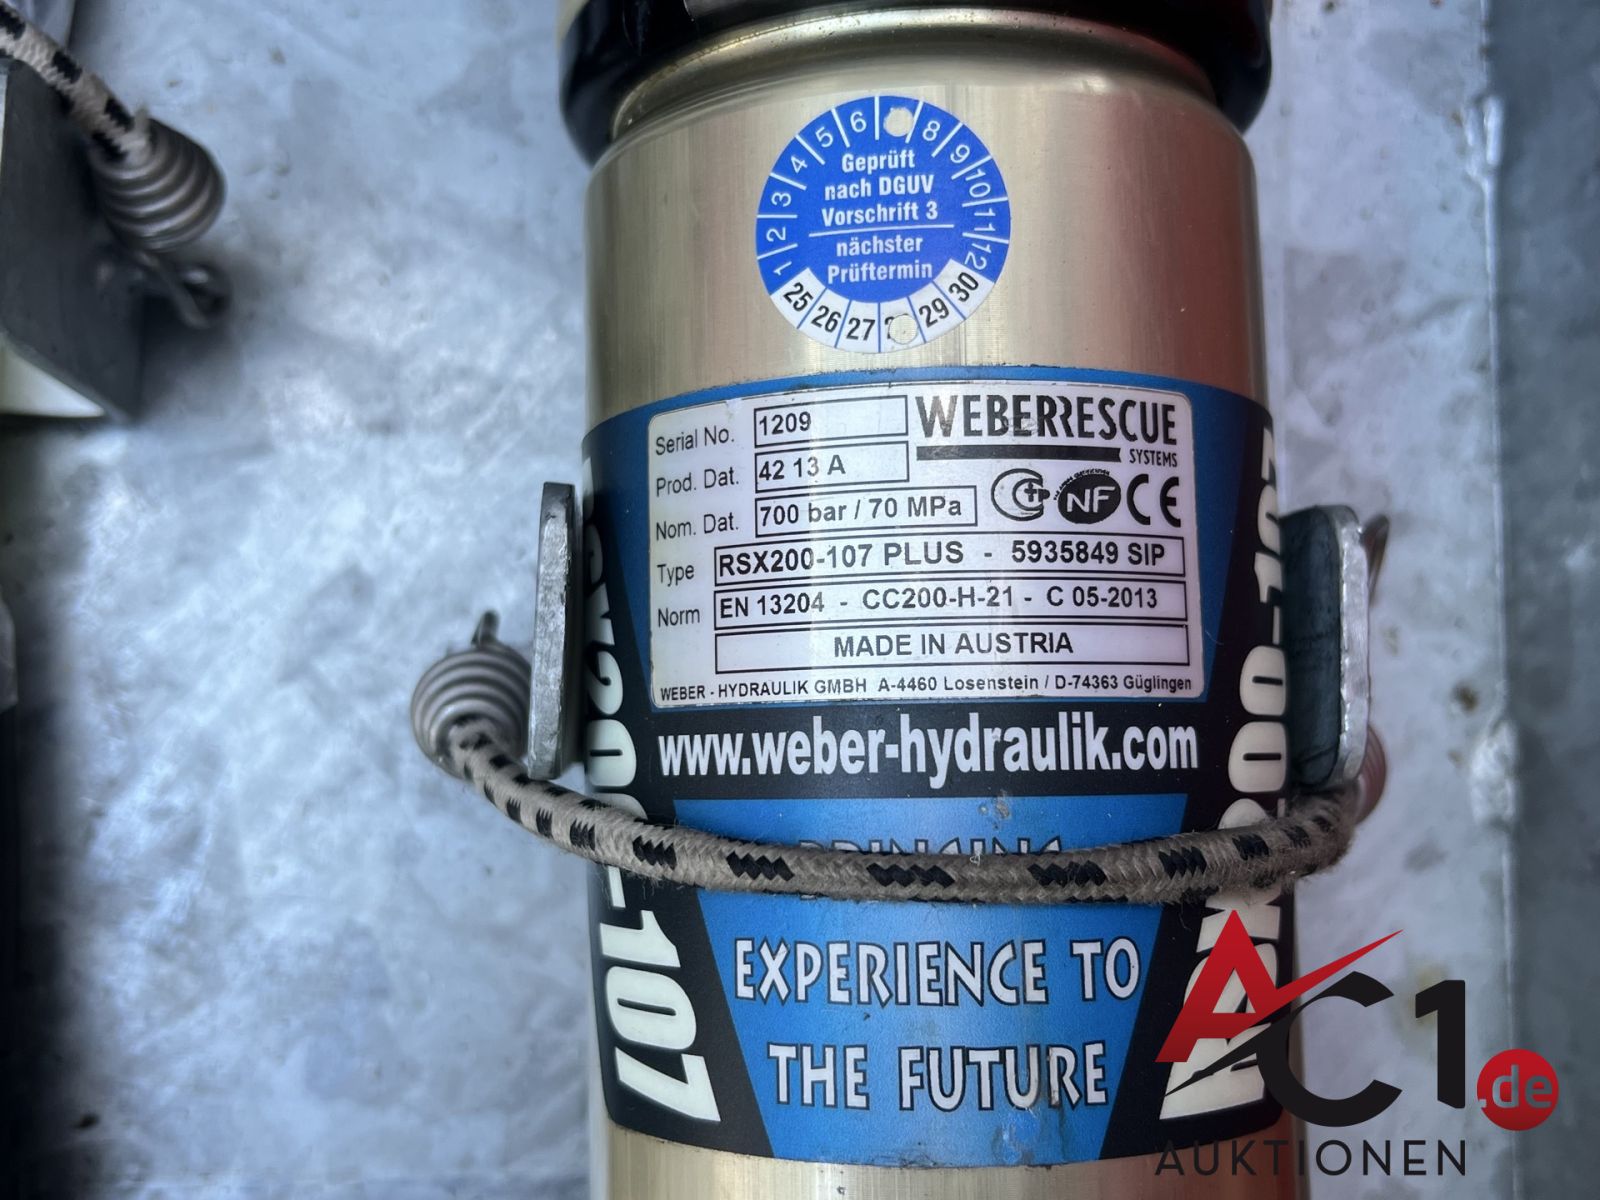 1 2 3 4 5 6 8 9 10 11 12
Geprüft
nach DGUV
Vorschrift 3
nächster
Prüftermin
25 26 27 29 30
WEBERRESCUE
SYSTEMS
Serial No. 1209
Prod. Dat. 42 13 A
Nom. Dat. 700 bar / 70 MPa
NF CE
Type RSX200-107 PLUS - 5935849 SIP
Norm EN 13204 - CC200-H-21 - C 05-2013
MADE IN AUSTRIA
WEBER - HYDRAULIK GMBH A-4460 Losenstein / D-74363 Güglingen
www.weber-hydraulik.com
EXPERIENCE TO
THE FUTURE
AC1.de
AUKTIONEN